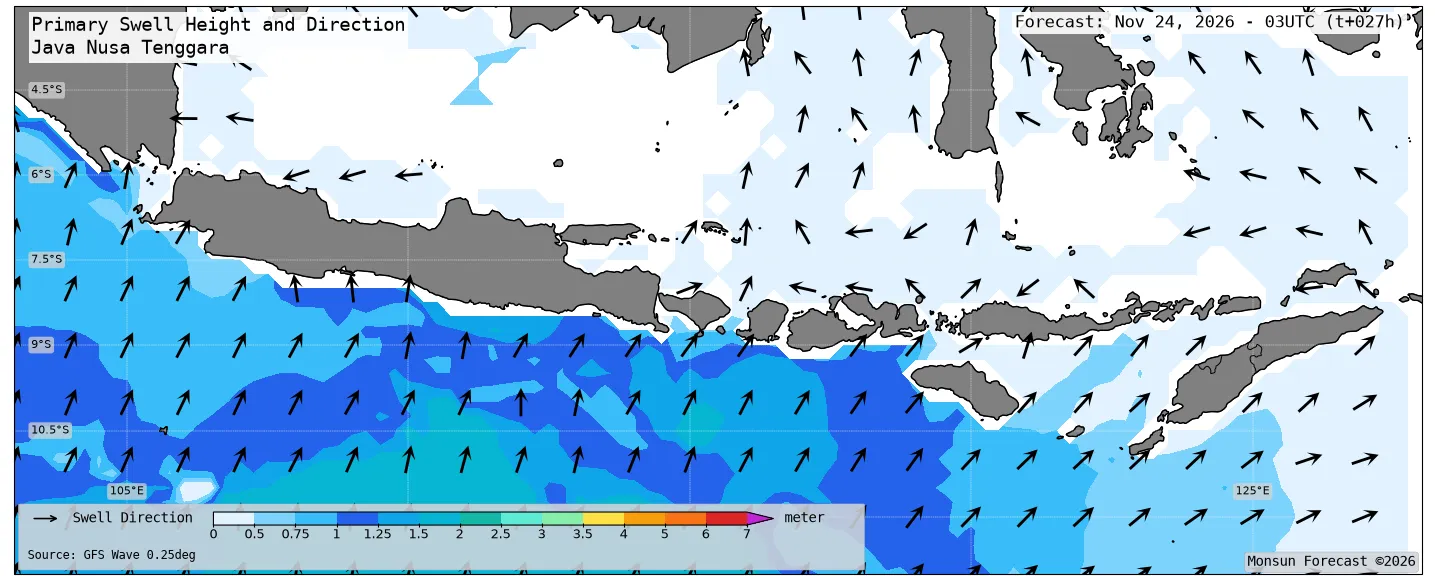 Primary Swell Height and Direction
Java Nusa Tenggara
Forecast: Nov 24, 2026 - 03UTC (t+027h)
4.5°S
6°S
7.5°S
9°S
10.5°S
105°E
125°E
Swell Direction
0 0.5 0.75 1 1.25 1.5 2 2.5 3 3.5 4 5 6 7
meter
Source: GFS Wave 0.25deg
Monsun Forecast ©2026